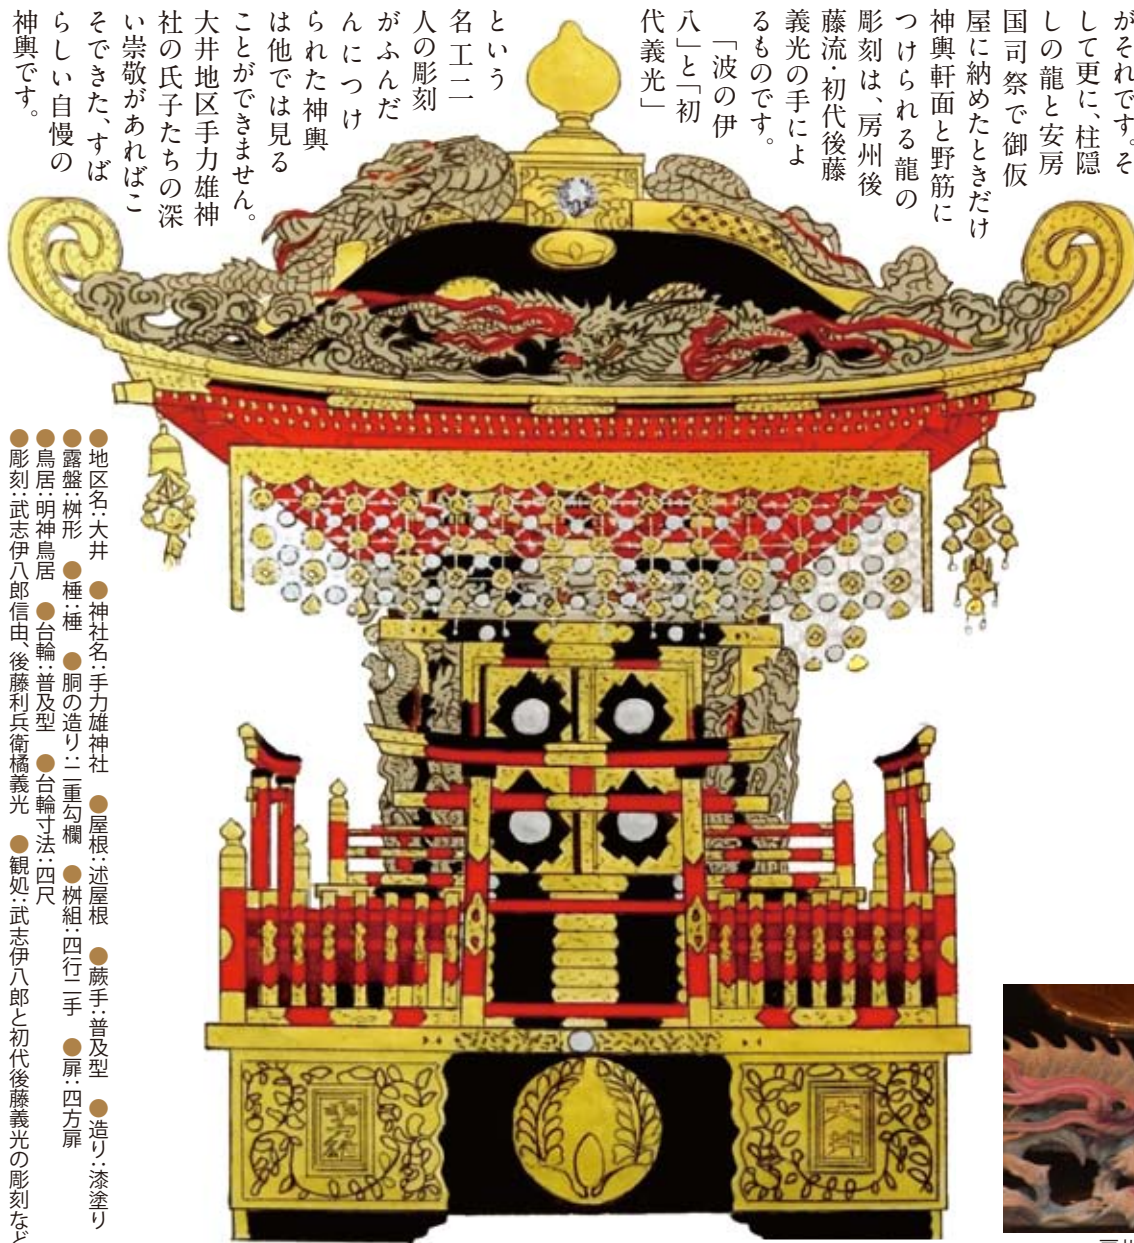 がそれです。そ
して更に、柱隠
しの龍と安房
国司祭で御仮
屋に納めたときだけ
神輿軒面と野筋に
つけられる龍の
彫刻は、房州後
藤流・初代後藤
義光の手によ
るものです。
「波の伊
八」と「初
代義光」
という
名工二
人の彫刻
がふんだ
んにつけ
られた神輿
は他では見る
ことができません。
大井地区手力雄神
社の氏子たちの深
い崇敬があればこ
そできた、すば
らしい自慢の
神輿です。
●地区名:大井 ●神社名:手力雄神社 ●屋根:述屋根 ●蕨手:普及型 ●造り:漆塗り
●露盤:桝形 ●棰:棰 ●胴の造り:二重勾欄 ●桝組:四行二手 ●扉:四方扉
●鳥居:明神鳥居 ●台輪:普及型 ●台輪寸法:四尺
●彫刻:武志伊八郎信由、後藤利兵衛橘義光 ●観処:武志伊八郎と初代後藤義光の彫刻など
手力雄
大井